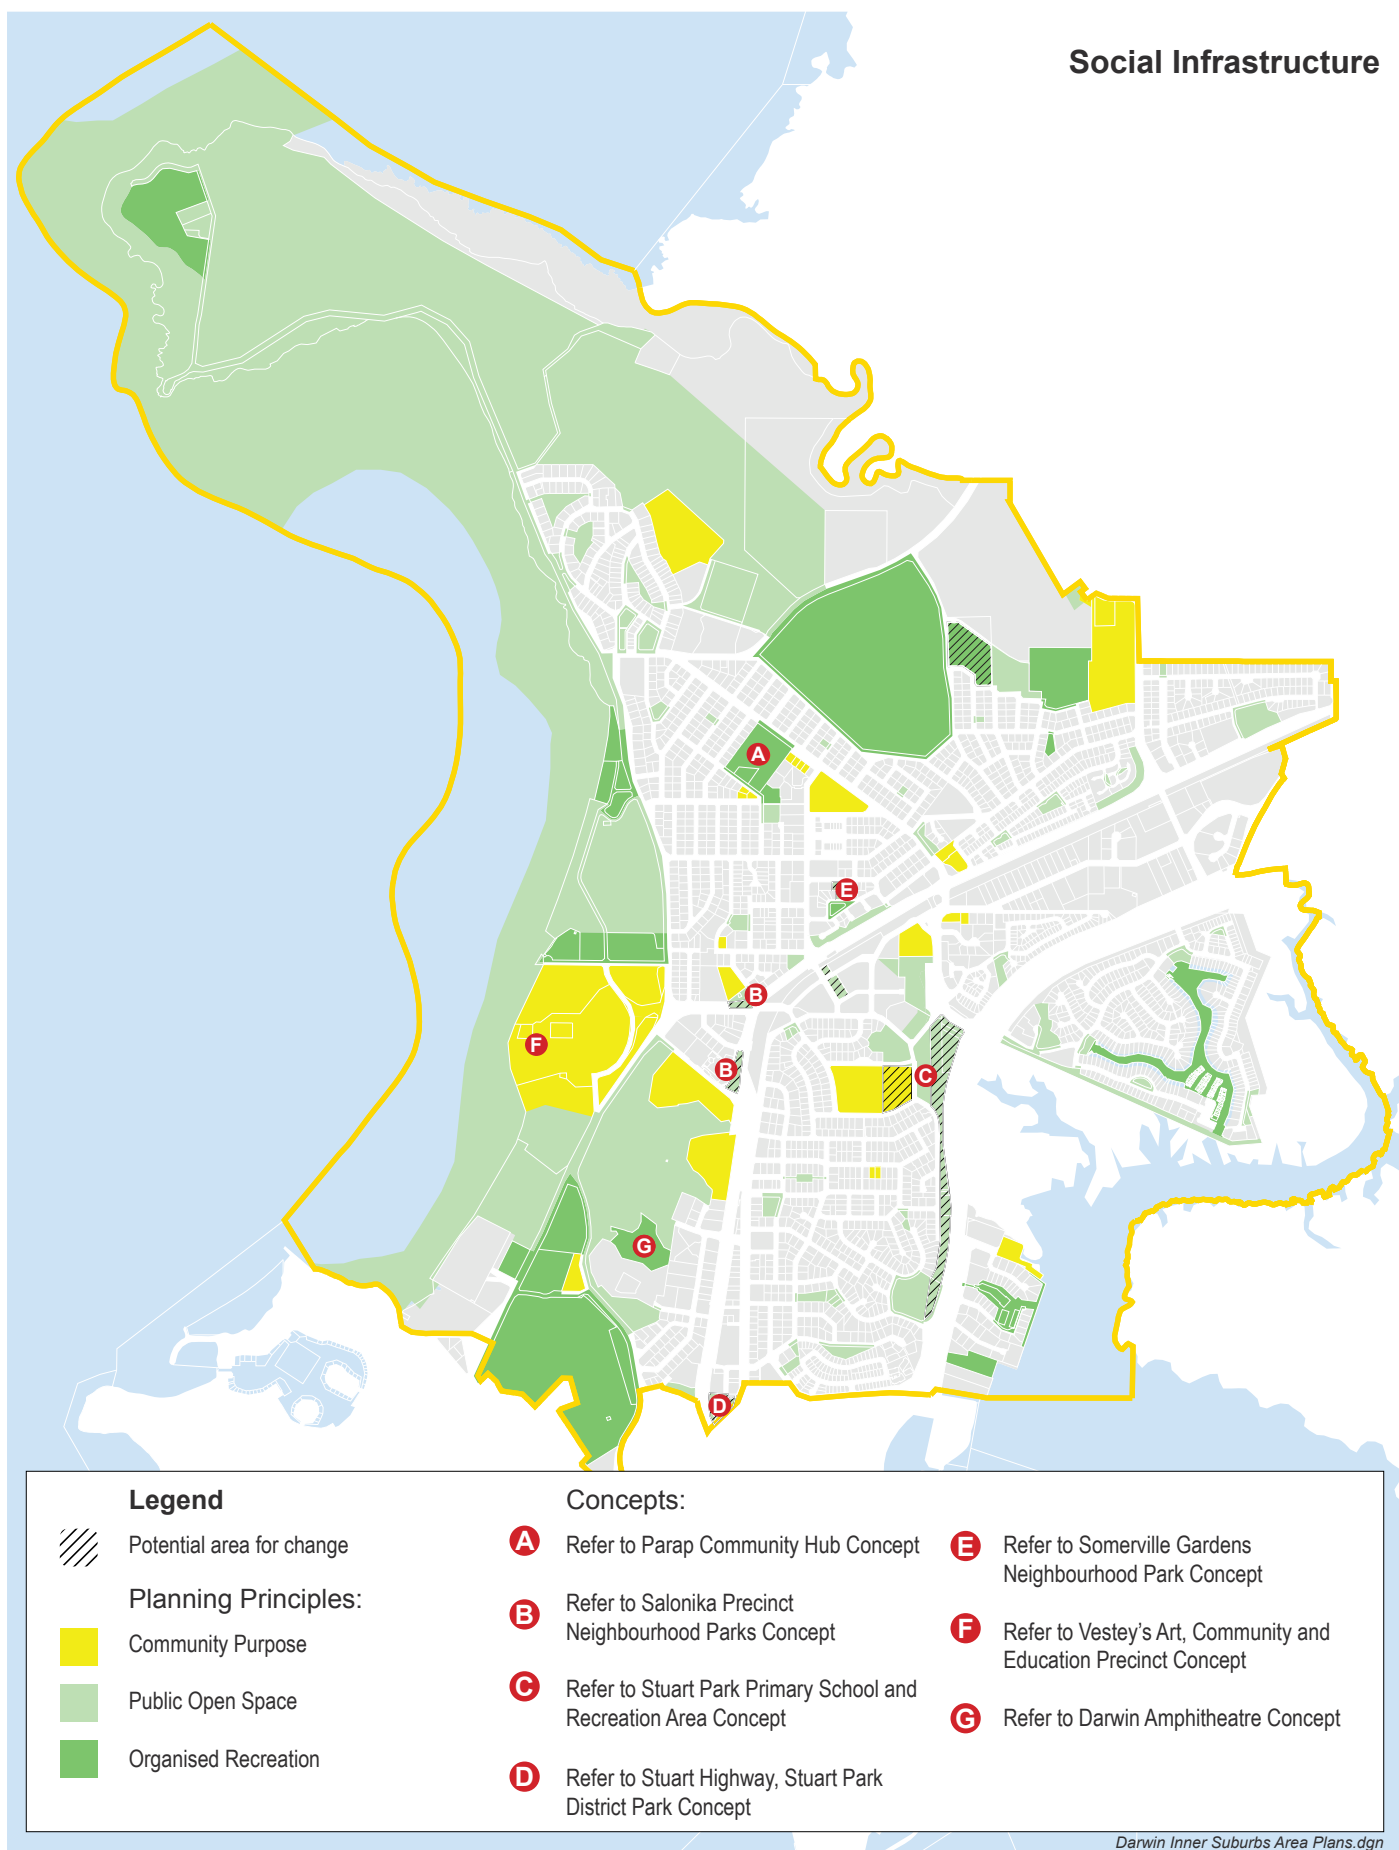 Social Infrastructure
A
E
B
F
B
C
G
D
Legend
Potential area for change
Planning Principles:
Community Purpose
Public Open Space
Organised Recreation
Concepts:
A Refer to Parap Community Hub Concept
B Refer to Salonika Precinct
Neighbourhood Parks Concept
C Refer to Stuart Park Primary School and
Recreation Area Concept
D Refer to Stuart Highway, Stuart Park
District Park Concept
E Refer to Somerville Gardens
Neighbourhood Park Concept
F Refer to Vestey's Art, Community and
Education Precinct Concept
G Refer to Darwin Amphitheatre Concept
Darwin Inner Suburbs Area Plans.dgn